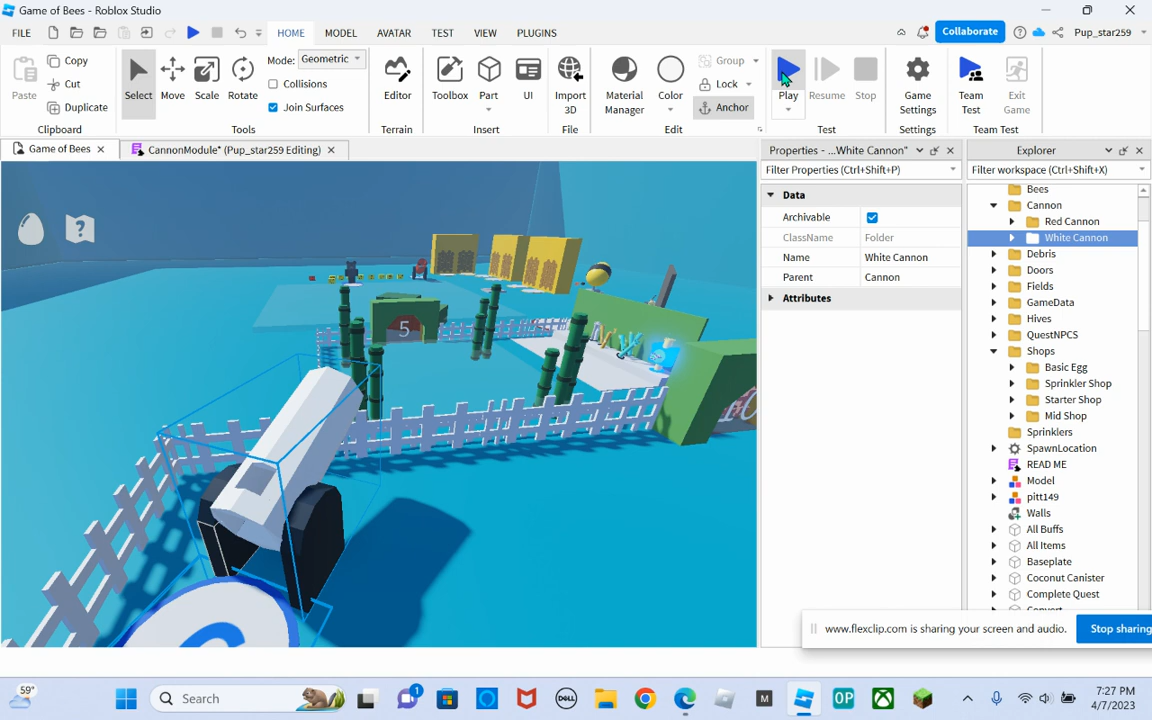 Game of Bees - Roblox Studio
FILE HOME MODEL AVATAR TEST VIEW PLUGINS Collaborate Pup_star259
Paste Copy Cut Duplicate Select Move Scale Rotate Mode: Geometric Collisions Join Surfaces Editor Toolbox Part UI Import 3D Material Manager Color Group Lock Anchor Play Resume Stop Game Settings Team Test Exit Game
Clipboard Tools Terrain Insert File Edit Test Settings Team Test
Game of Bees CannonModule* (Pup_star259 Editing)
Properties - ...White Cannon"
Filter Properties (Ctrl+Shift+P)
Data
Archivable
ClassName Folder
Name White Cannon
Parent Cannon
Attributes
Explorer
Filter workspace (Ctrl+Shift+X)
Bees
Cannon
Red Cannon
White Cannon
Debris
Doors
Fields
GameData
Hives
QuestNPCS
Shops
Basic Egg
Sprinkler Shop
Starter Shop
Mid Shop
Sprinklers
SpawnLocation
READ ME
Model
pitt149
Walls
All Buffs
All Items
Baseplate
Coconut Canister
Complete Quest
?
5
www.flexclip.com is sharing your screen and audio. Stop sharing
59°
Search
1
DELL
M
OP
7:27 PM
4/7/2023